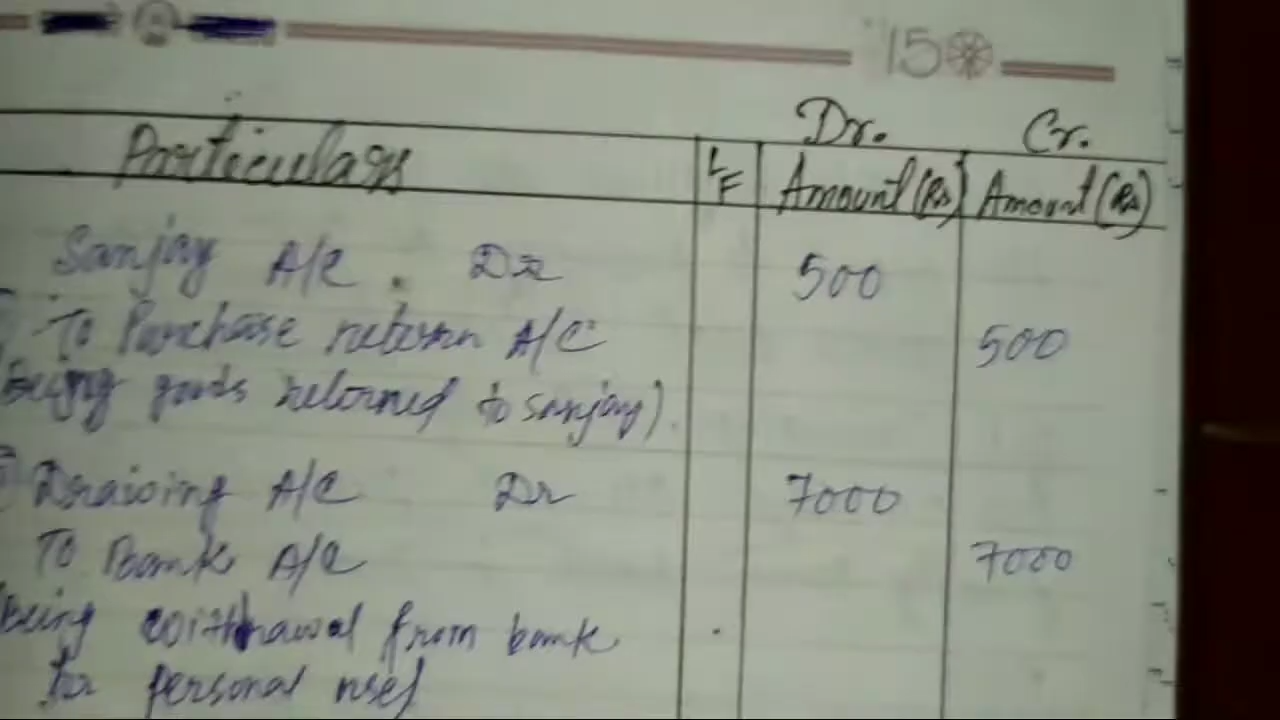 150
Dr. Cr.
Particulars LF Amount (Rs) Amount (Rs)
Sanjay A/C . Dr 500
To Purchase return A/C 500
(Being goods returned to sanjay).
Drawing A/C Dr 7000
To Bank A/C 7000
(Being withdrawal from bank
for personal use)